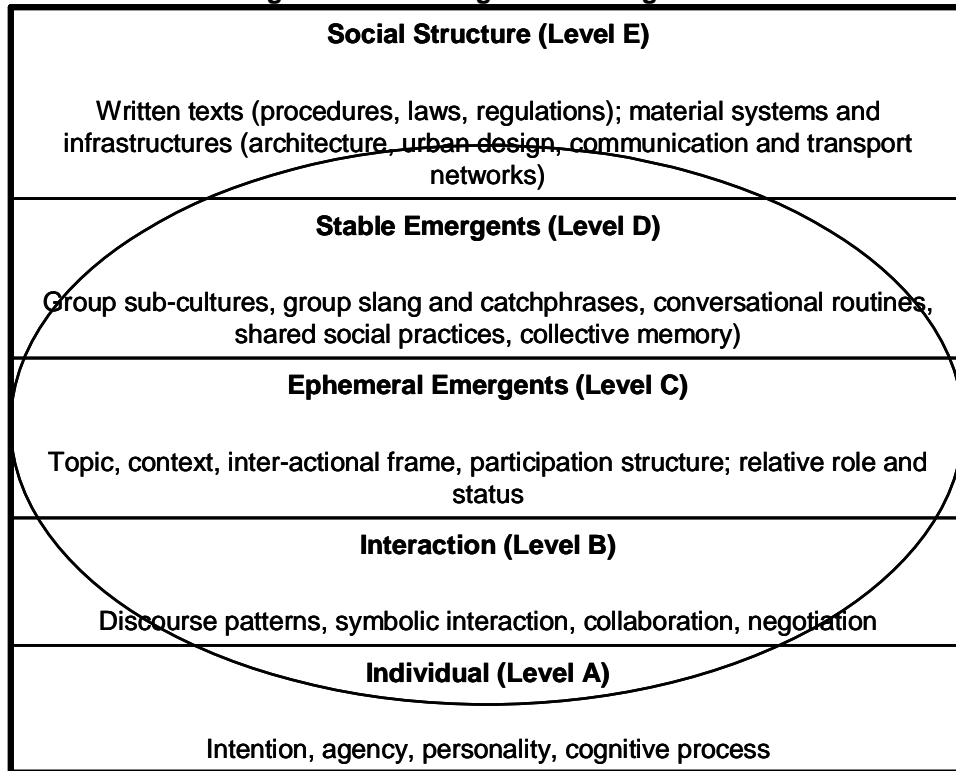 Social Structure (Level E)
Written texts (procedures, laws, regulations); material systems and
infrastructures (architecture, urban design, communication and transport
networks)
Stable Emergents (Level D)
Group sub-cultures, group slang and catchphrases, conversational routines,
shared social practices, collective memory)
Ephemeral Emergents (Level C)
Topic, context, inter-actional frame, participation structure; relative role and
status
Interaction (Level B)
Discourse patterns, symbolic interaction, collaboration, negotiation
Individual (Level A)
Intention, agency, personality, cognitive process